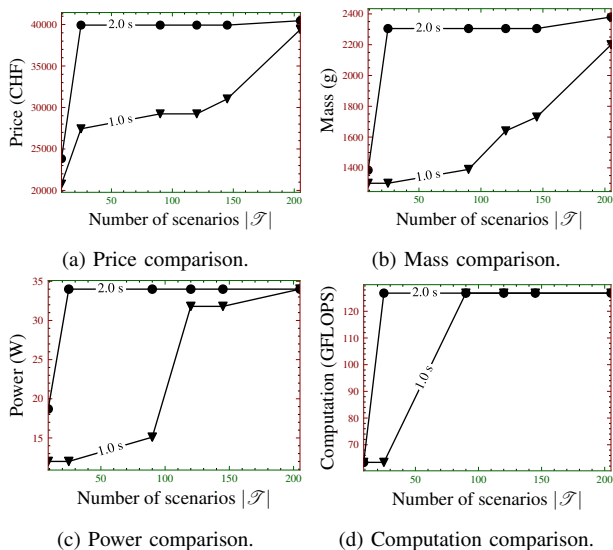 40000
35000
30000
25000
20000
Price (CHF)
2.0 s
1.0 s
50
100
150
200
Number of scenarios |𝒯|
(a) Price comparison.
2400
2200
2000
1800
1600
1400
Mass (g)
2.0 s
1.0 s
50
100
150
200
Number of scenarios |𝒯|
(b) Mass comparison.
35
30
25
20
15
Power (W)
2.0 s
1.0 s
50
100
150
200
Number of scenarios |𝒯|
(c) Power comparison.
120
110
100
90
80
70
Computation (GFLOPS)
2.0 s
1.0 s
50
100
150
200
Number of scenarios |𝒯|
(d) Computation comparison.